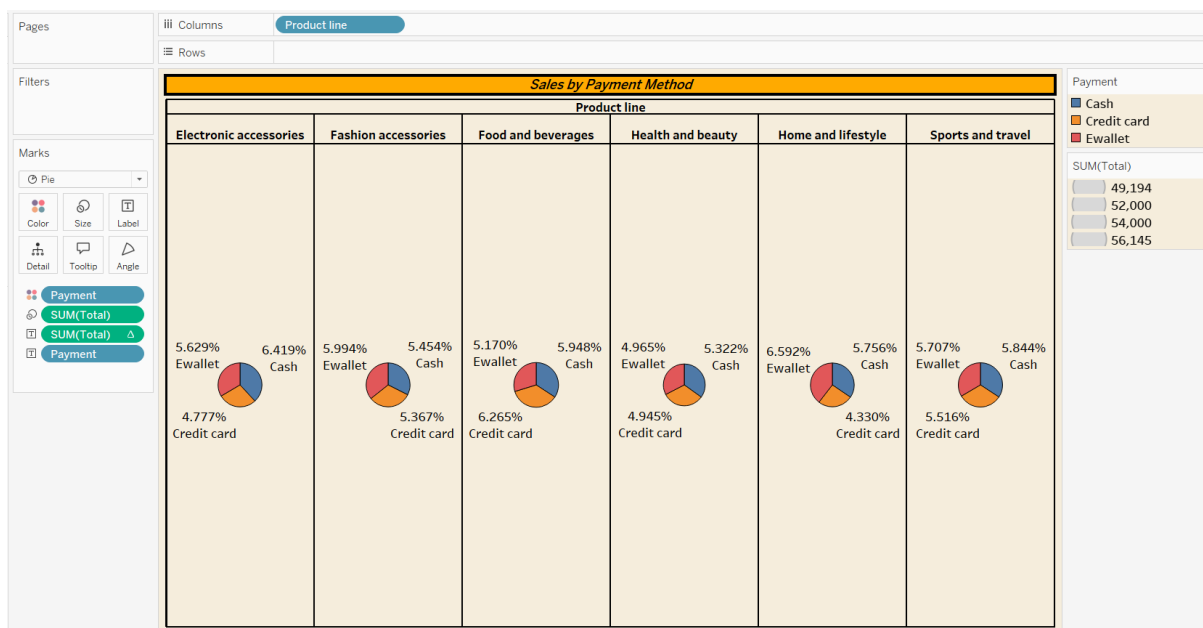 Pages
Columns
Product line
Rows
Filters
Marks
Pie
Color
Size
Label
Detail
Tooltip
Angle
Payment
SUM(Total)
SUM(Total) Δ
Payment
Sales by Payment Method
Product line
Electronic accessories
Fashion accessories
Food and beverages
Health and beauty
Home and lifestyle
Sports and travel
5.629%
Ewallet
6.419%
Cash
4.777%
Credit card
5.994%
Ewallet
5.454%
Cash
5.367%
Credit card
5.170%
Ewallet
5.948%
Cash
6.265%
Credit card
4.965%
Ewallet
5.322%
Cash
4.945%
Credit card
6.592%
Ewallet
5.756%
Cash
4.330%
Credit card
5.707%
Ewallet
5.844%
Cash
5.516%
Credit card
Payment
Cash
Credit card
Ewallet
SUM(Total)
49,194
52,000
54,000
56,145